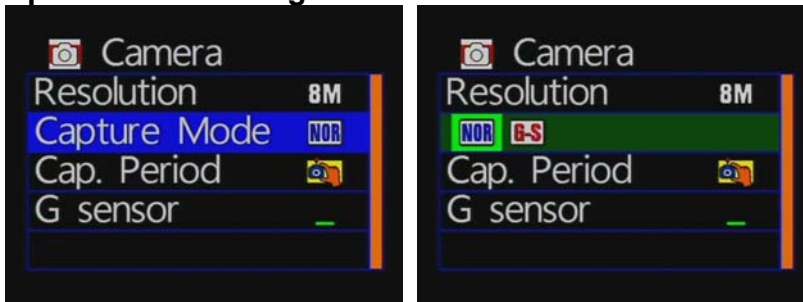 Camera
Resolution 8M
Capture Mode NOR
Cap. Period
G sensor _
Camera
Resolution 8M
NOR G-S
Cap. Period
G sensor _